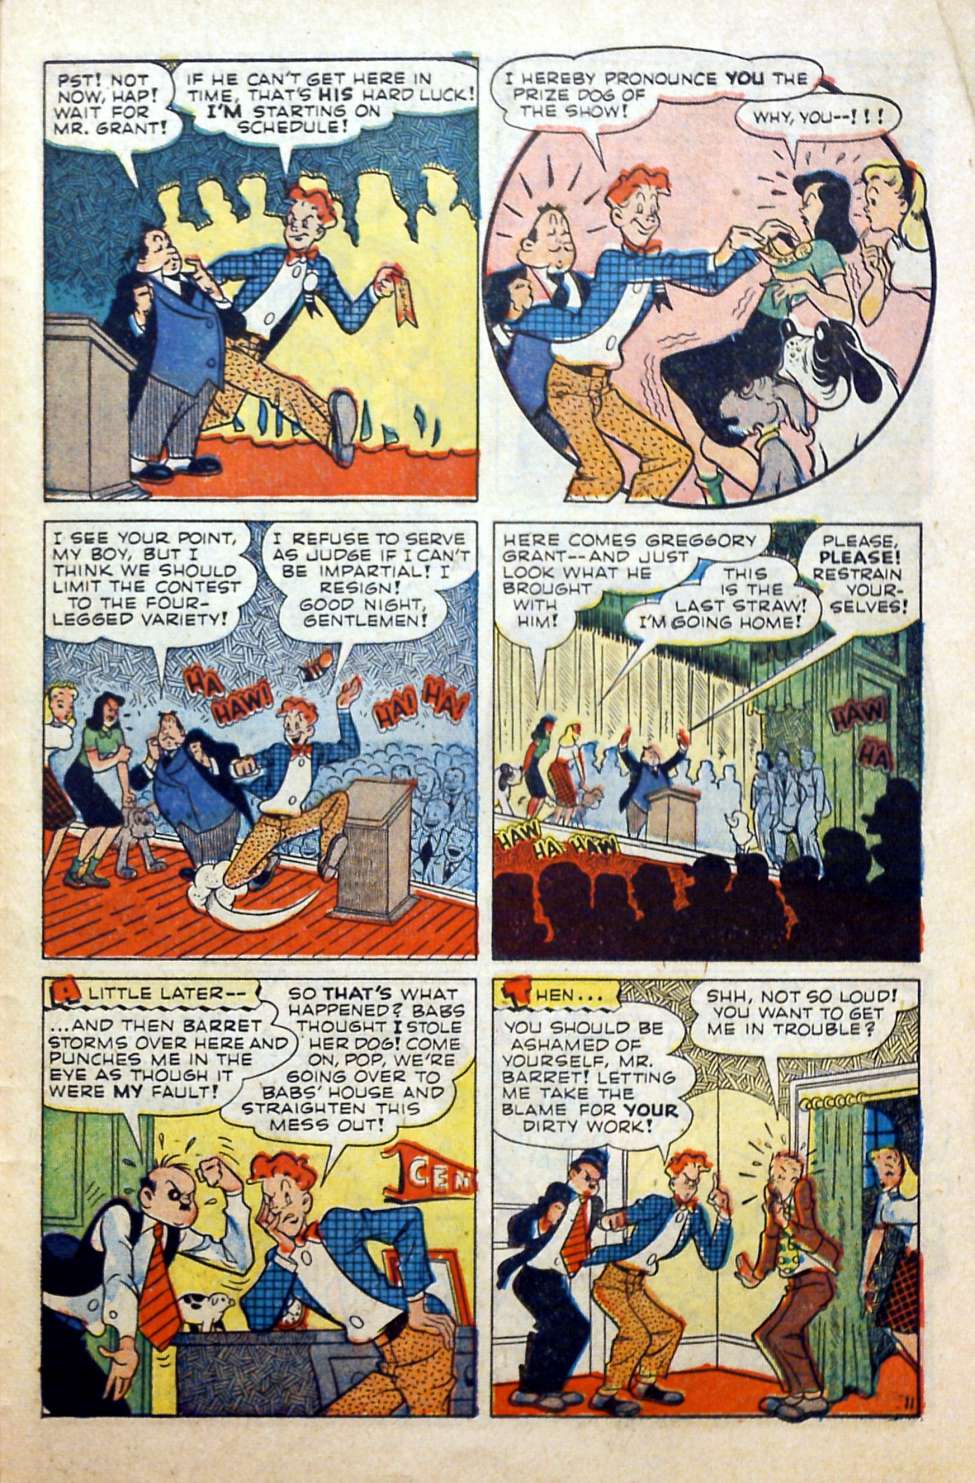 PST! NOT
NOW, HAP!
WAIT FOR
MR. GRANT!
IF HE CAN'T GET HERE IN
TIME, THAT'S HIS HARD LUCK!
I'M STARTING ON
SCHEDULE!
I HEREBY PRONOUNCE YOU THE
PRIZE DOG OF
THE SHOW!
WHY, YOU--!!!
I SEE YOUR POINT,
MY BOY, BUT I
THINK WE SHOULD
LIMIT THE CONTEST
TO THE FOUR-
LEGGED VARIETY!
I REFUSE TO SERVE
AS JUDGE IF I CAN'T
BE IMPARTIAL! I
RESIGN!
GOOD NIGHT,
GENTLEMEN!
HA
HAW!
HA! HA!
HERE COMES GREGGORY
GRANT--AND JUST
LOOK WHAT HE
BROUGHT
WITH
HIM!
THIS
IS THE
LAST STRAW!
I'M GOING HOME!
PLEASE,
PLEASE!
RESTRAIN
YOUR-
SELVES!
HAW
HA
HAW
HA HAW
A LITTLE LATER--
...AND THEN BARRET
STORMS OVER HERE AND
PUNCHES ME IN THE
EYE AS THOUGH IT
WERE MY FAULT!
SO THAT'S WHAT
HAPPENED? BABS
THOUGHT I STOLE
HER DOG! COME
ON, POP, WE'RE
GOING OVER TO
BABS' HOUSE AND
STRAIGHTEN THIS
MESS OUT!
CEN
THEN...
YOU SHOULD BE
ASHAMED OF
YOURSELF, MR.
BARRET! LETTING
ME TAKE THE
BLAME FOR YOUR
DIRTY WORK!
SHH, NOT SO LOUD!
YOU WANT TO GET
ME IN TROUBLE?
11